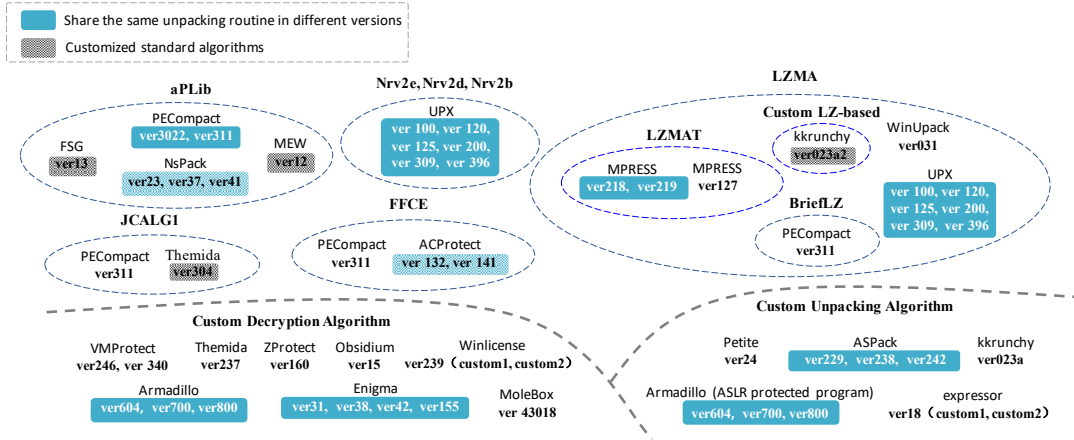 Share the same unpacking routine in different versions
Customized standard algorithms
aPLib
PECompact
ver3022, ver311
FSG
ver13
NsPack
ver23, ver37, ver41
MEW
ver12
Nrv2e, Nrv2d, Nrv2b
UPX
ver 100, ver 120,
ver 125, ver 200,
ver 309, ver 396
LZMA
Custom LZ-based
kkrunchy
ver023a2
WinUpack
ver031
LZMAT
MPRESS
ver218, ver219
MPRESS
ver127
UPX
ver 100, ver 120,
ver 125, ver 200,
ver 309, ver 396
BriefLZ
PECompact
ver311
JCALG1
PECompact
ver311
Themida
ver304
FFCE
PECompact
ver311
ACProtect
ver 132, ver 141
Custom Decryption Algorithm
VMProtect
ver246, ver 340
Themida
ver237
ZProtect
ver160
Obsidium
ver15
Winlicense
ver239（custom1, custom2）
Armadillo
ver604, ver700, ver800
Enigma
ver31, ver38, ver42, ver155
MoleBox
ver 43018
Custom Unpacking Algorithm
Petite
ver24
ASPack
ver229, ver238, ver242
kkrunchy
ver023a
Armadillo (ASLR protected program)
ver604, ver700, ver800
expressor
ver18（custom1, custom2）